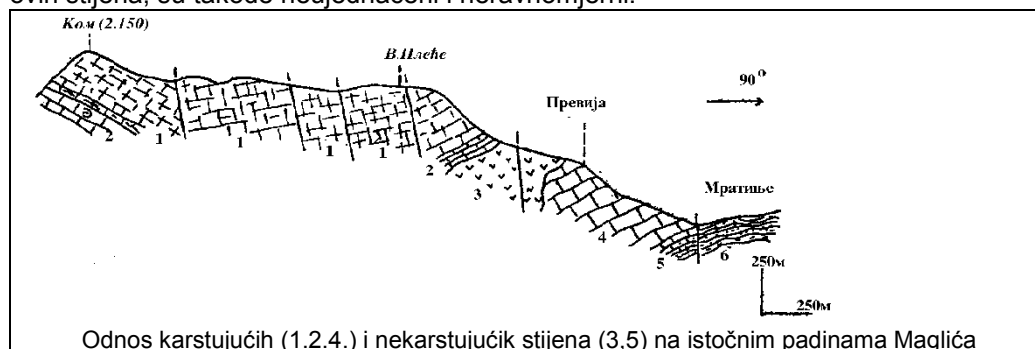 ovih stijena, su takođe neujednačeni i neravnomjerni.
Ком (2.150)
В.Плеће
90°
Превија
Мратиње
2 1 1 1 1 2 3 4 5 6
250м
250м
Odnos karstujućih (1.2.4.) i nekarstujućik stijena (3,5) na istočnim padinama Maglića